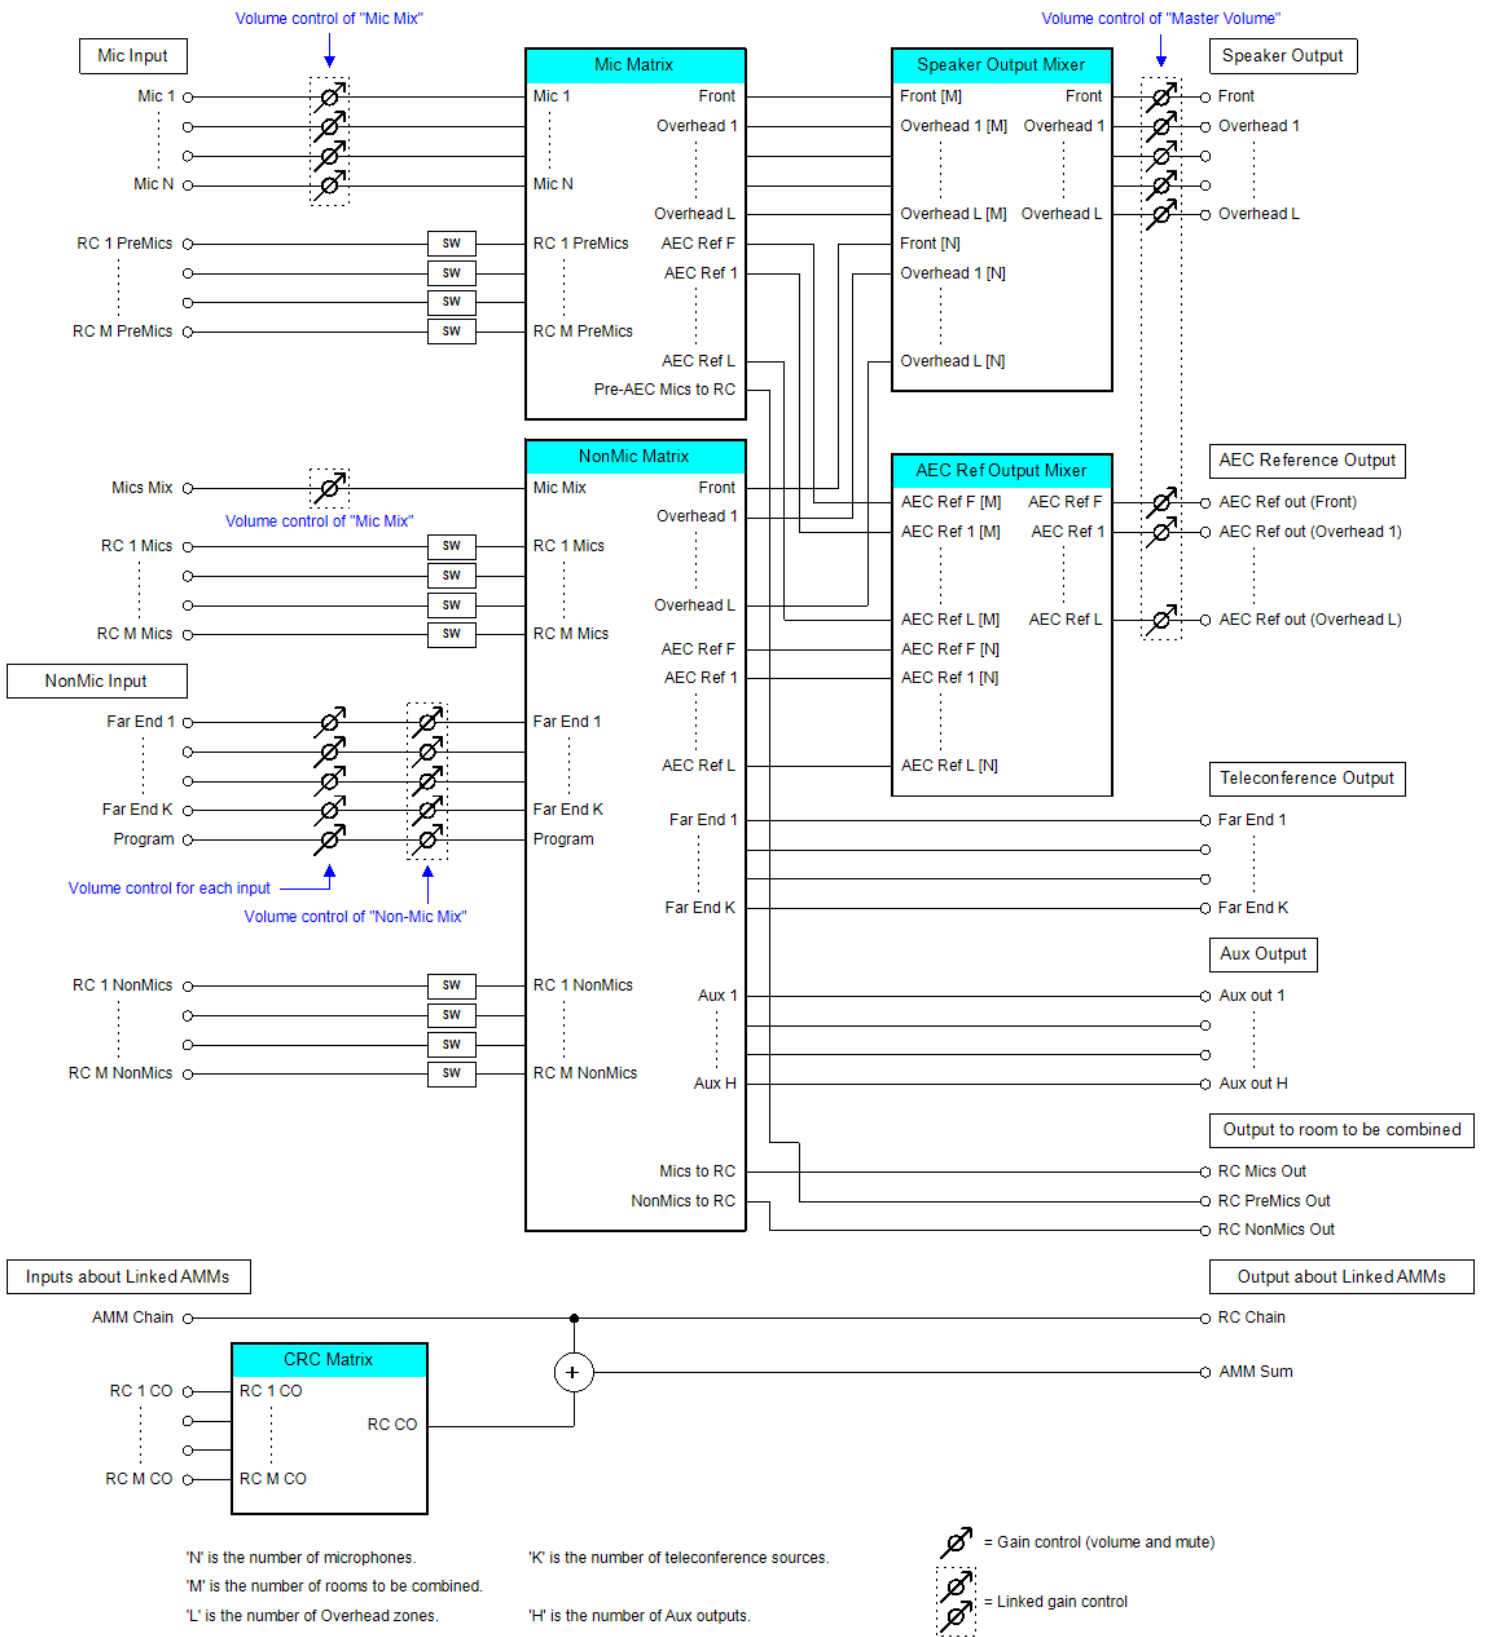 Volume control of "Mic Mix"
Volume control of "Master Volume"
Mic Input
Mic Matrix
Speaker Output Mixer
Speaker Output
Mic 1
Mic 1
Front
Front [M]
Front
Front
Overhead 1
Overhead 1 [M]
Overhead 1
Overhead 1
Mic N
Mic N
Overhead L
Overhead L [M]
Overhead L
Overhead L
RC 1 PreMics
SW
RC 1 PreMics
AEC Ref F
Front [N]
SW
AEC Ref 1
Overhead 1 [N]
SW
RC M PreMics
SW
RC M PreMics
AEC Ref L
Overhead L [N]
Pre-AEC Mics to RC
NonMic Matrix
AEC Ref Output Mixer
AEC Reference Output
Mics Mix
Mic Mix
Front
AEC Ref F [M]
AEC Ref F
AEC Ref out (Front)
Volume control of "Mic Mix"
Overhead 1
AEC Ref 1 [M]
AEC Ref 1
AEC Ref out (Overhead 1)
RC 1 Mics
SW
RC 1 Mics
SW
SW
Overhead L
AEC Ref L [M]
AEC Ref L
AEC Ref out (Overhead L)
RC M Mics
SW
RC M Mics
AEC Ref F
AEC Ref F [N]
NonMic Input
AEC Ref 1
AEC Ref 1 [N]
Far End 1
Far End 1
AEC Ref L
AEC Ref L [N]
Teleconference Output
Far End K
Far End K
Far End 1
Far End 1
Program
Program
Volume control for each input
Volume control of "Non-Mic Mix"
Far End K
Far End K
Aux Output
RC 1 NonMics
SW
RC 1 NonMics
Aux 1
Aux out 1
SW
SW
RC M NonMics
SW
RC M NonMics
Aux H
Aux out H
Output to room to be combined
Mics to RC
RC Mics Out
NonMics to RC
RC PreMics Out
RC NonMics Out
Inputs about Linked AMMs
Output about Linked AMMs
AMM Chain
RC Chain
CRC Matrix
+
AMM Sum
RC 1 CO
RC 1 CO
RC CO
RC M CO
RC M CO
'N' is the number of microphones.
'K' is the number of teleconference sources.
= Gain control (volume and mute)
'M' is the number of rooms to be combined.
= Linked gain control
'L' is the number of Overhead zones.
'H' is the number of Aux outputs.